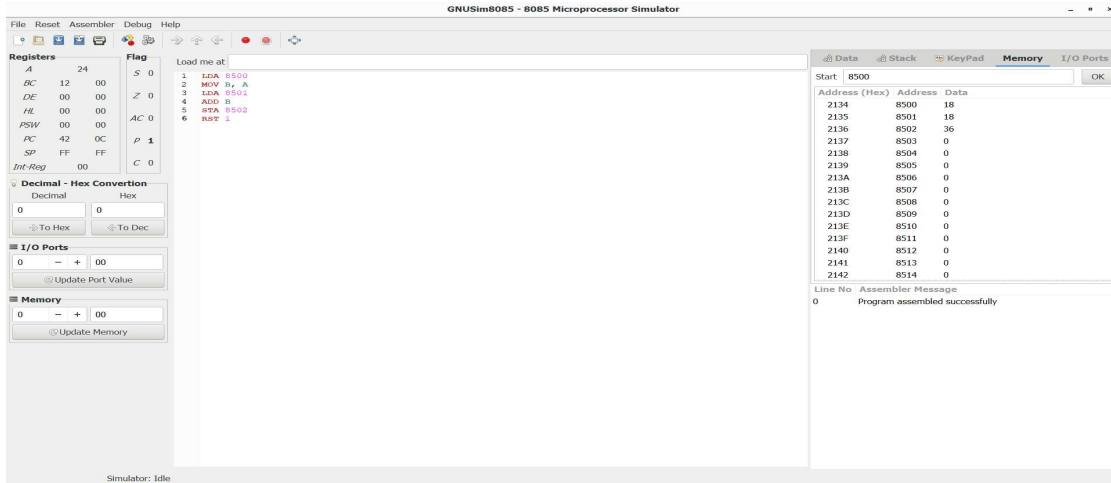 GNUSim8085 - 8085 Microprocessor Simulator
File Reset Assembler Debug Help
Registers
A 24
BC 12 00
DE 00 00
HL 00 00
PSW 00 00
PC 42 0C
SP FF FF
Int-Reg 00
Flag
S 0
Z 0
AC 0
P 1
C 0
Decimal - Hex Convertion
Decimal Hex
0 0
To Hex To Dec
I/O Ports
0 − + 00
Update Port Value
Memory
0 − + 00
Update Memory
Load me at
1 LDA 8500
2 MOV B, A
3 LDA 8501
4 ADD B
5 STA 8502
6 RST 1
Data Stack KeyPad Memory I/O Ports
Start 8500 OK
Address (Hex) Address Data
2134 8500 18
2135 8501 18
2136 8502 36
2137 8503 0
2138 8504 0
2139 8505 0
213A 8506 0
213B 8507 0
213C 8508 0
213D 8509 0
213E 8510 0
213F 8511 0
2140 8512 0
2141 8513 0
2142 8514 0
Line No Assembler Message
0 Program assembled successfully
Simulator: Idle